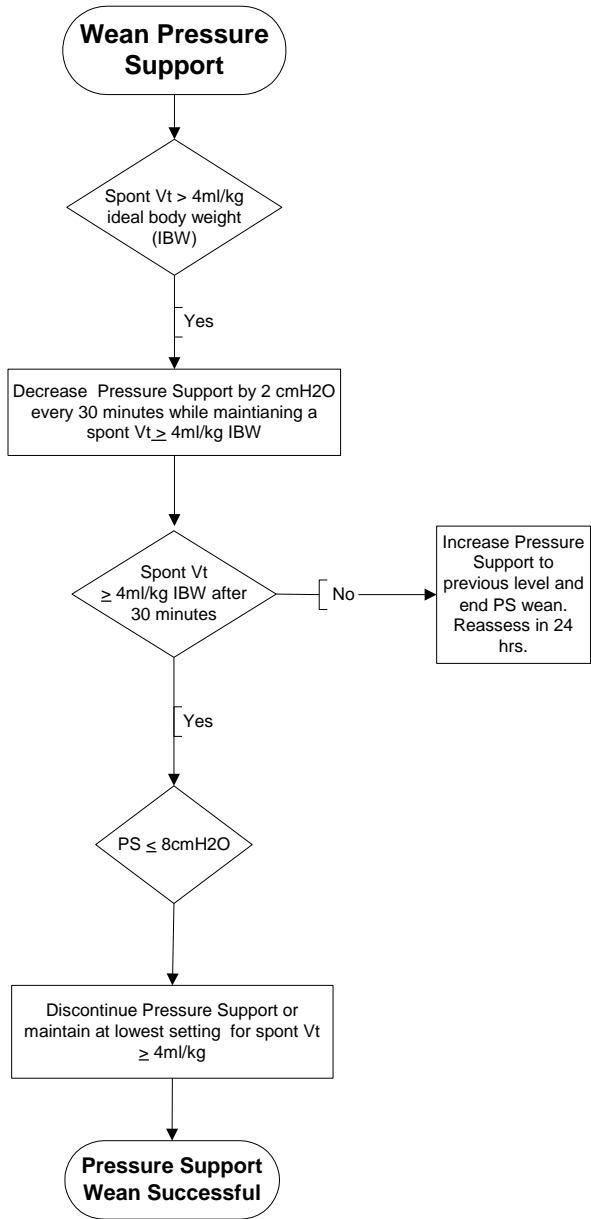 Wean Pressure
Support
Spont Vt > 4ml/kg
ideal body weight
(IBW)
Yes
Decrease Pressure Support by 2 cmH2O
every 30 minutes while maintianing a
spont Vt ≥ 4ml/kg IBW
Spont Vt
≥ 4ml/kg IBW after
30 minutes
No
Increase Pressure
Support to
previous level and
end PS wean.
Reassess in 24
hrs.
Yes
PS ≤ 8cmH2O
Discontinue Pressure Support or
maintain at lowest setting for spont Vt
≥ 4ml/kg
Pressure Support
Wean Successful